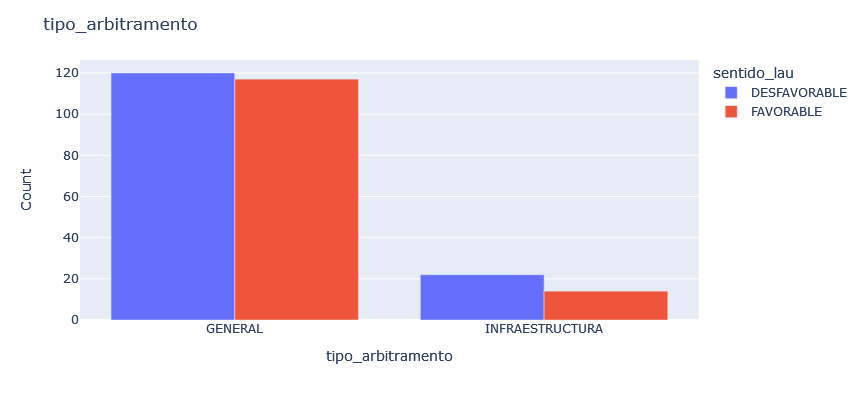 tipo_arbitramento
sentido_lau
DESFAVORABLE
FAVORABLE
Count
120
100
80
60
40
20
0
GENERAL
INFRAESTRUCTURA
tipo_arbitramento